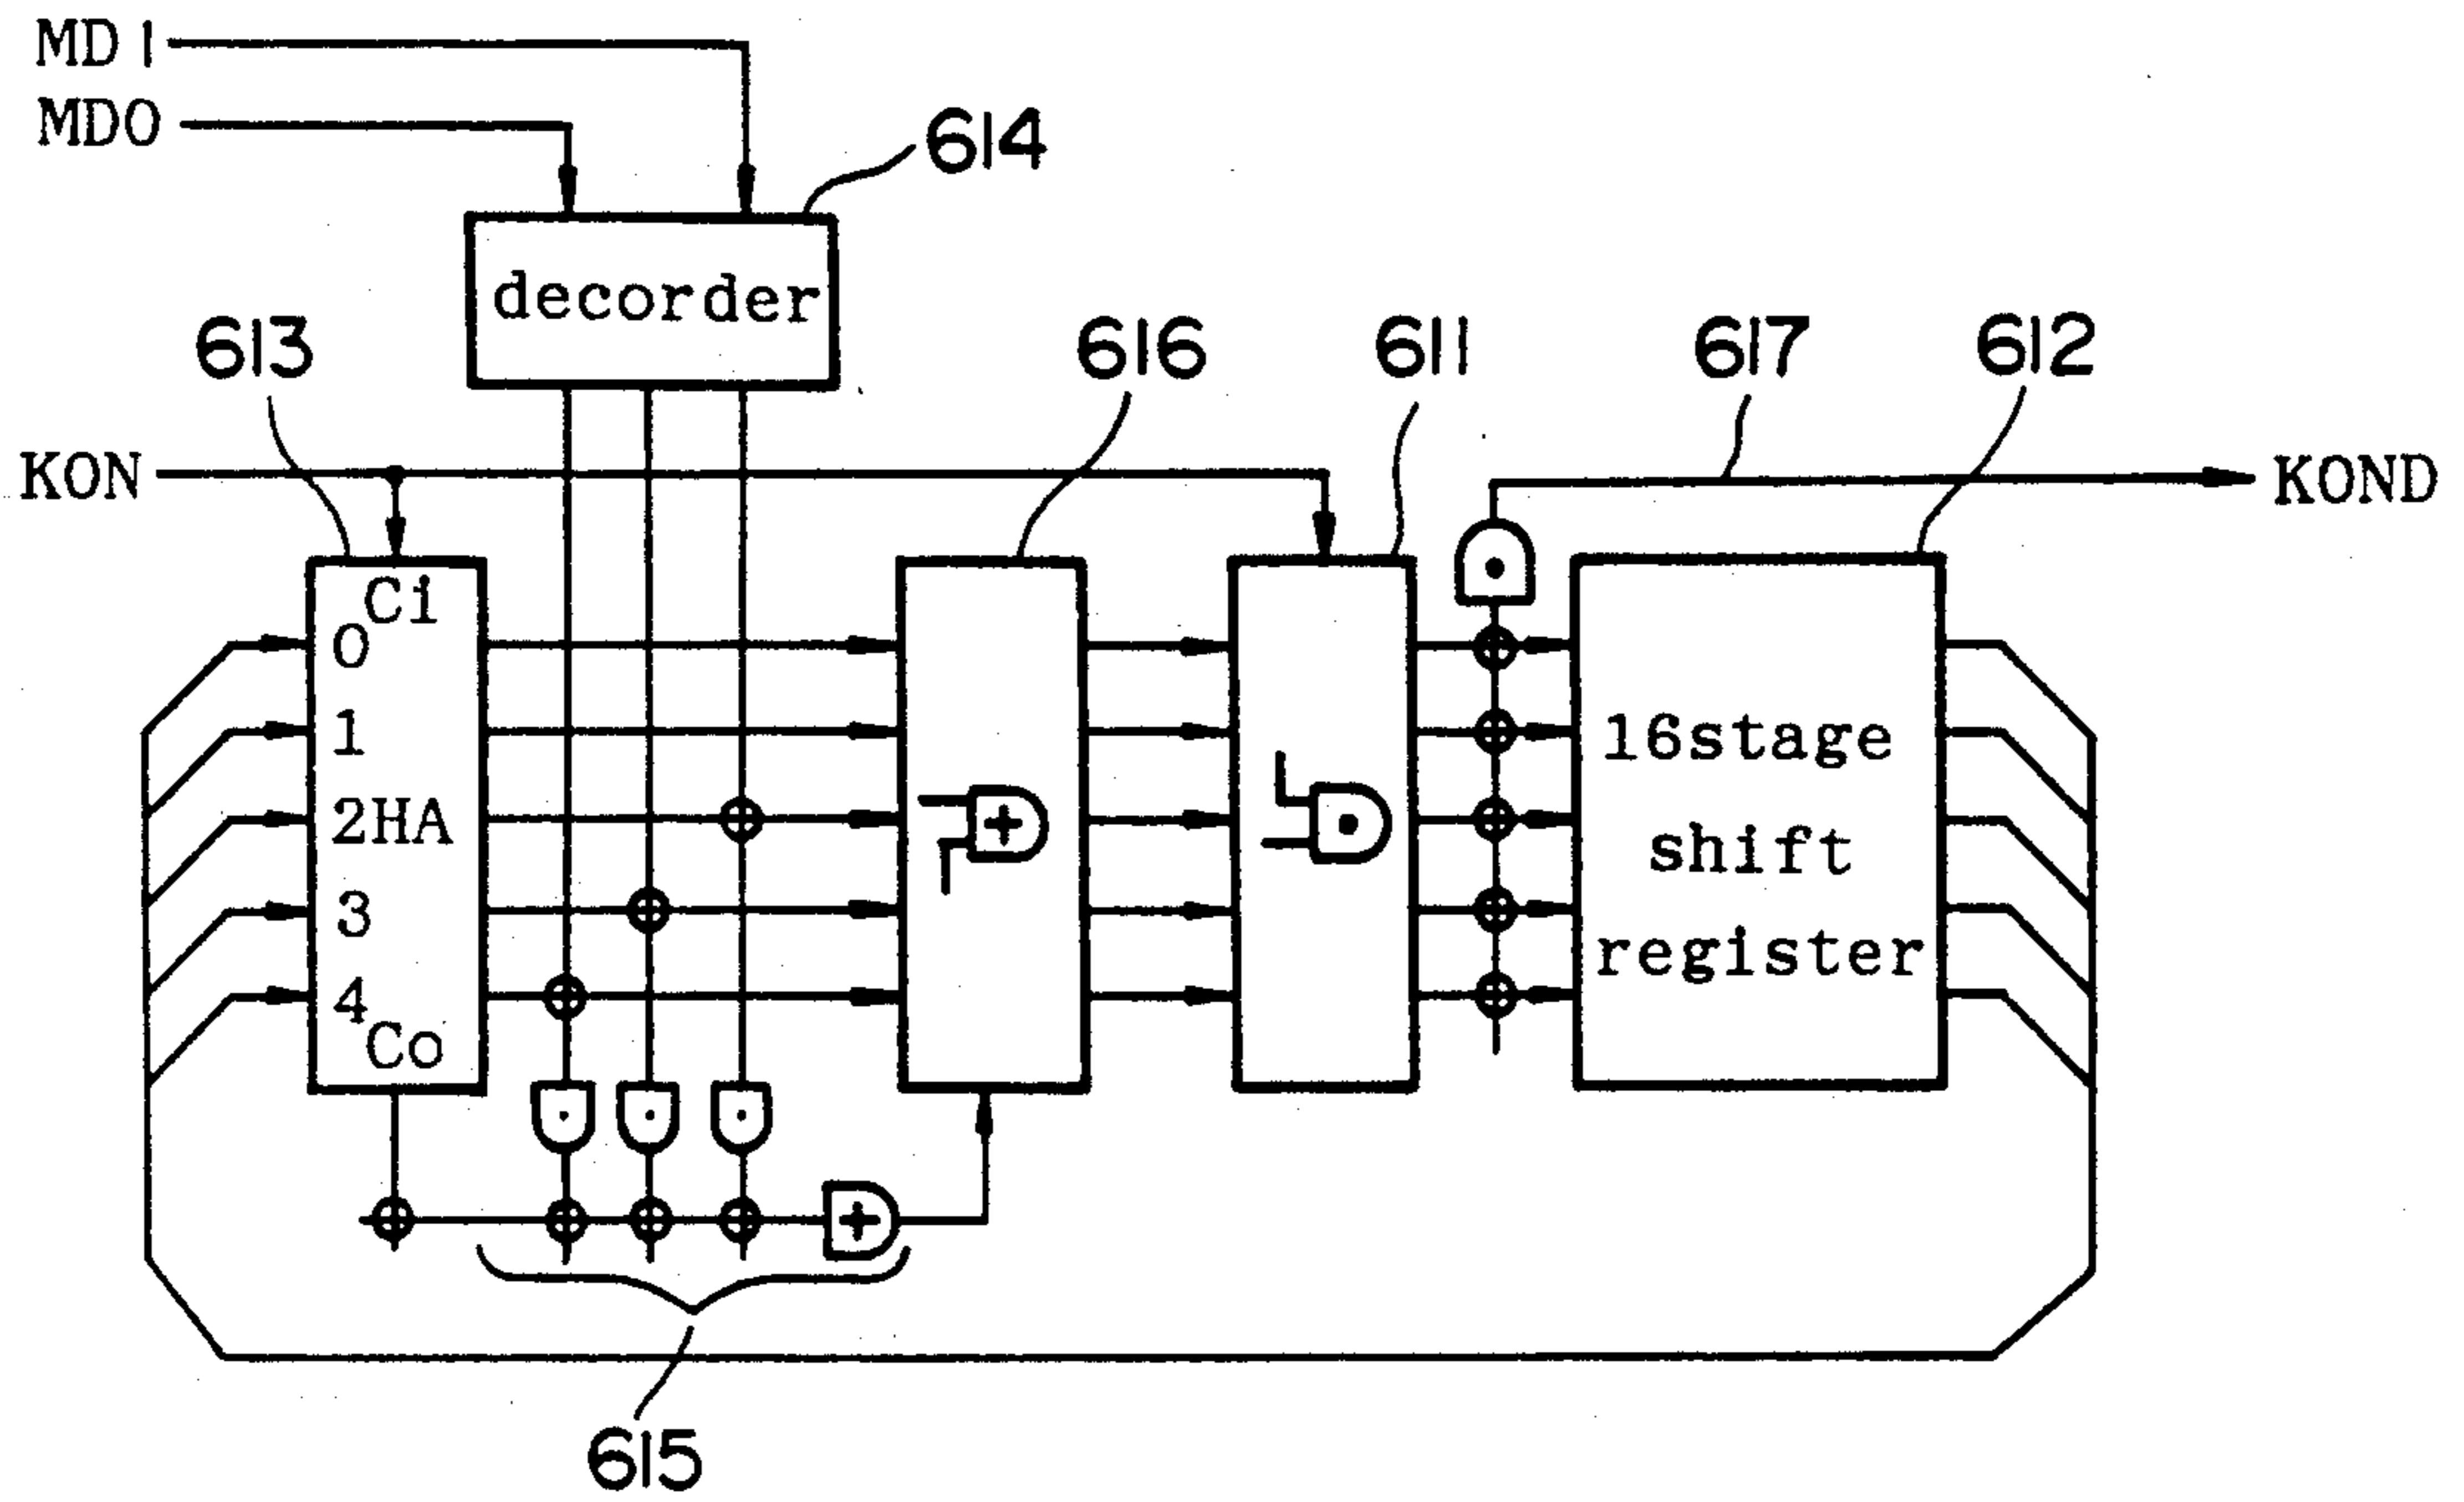 MD1
MD0
614
decorder
613
616
611
617
612
KON
KOND
Ci
0
1
2HA
3
4
Co
16stage
shift
register
615